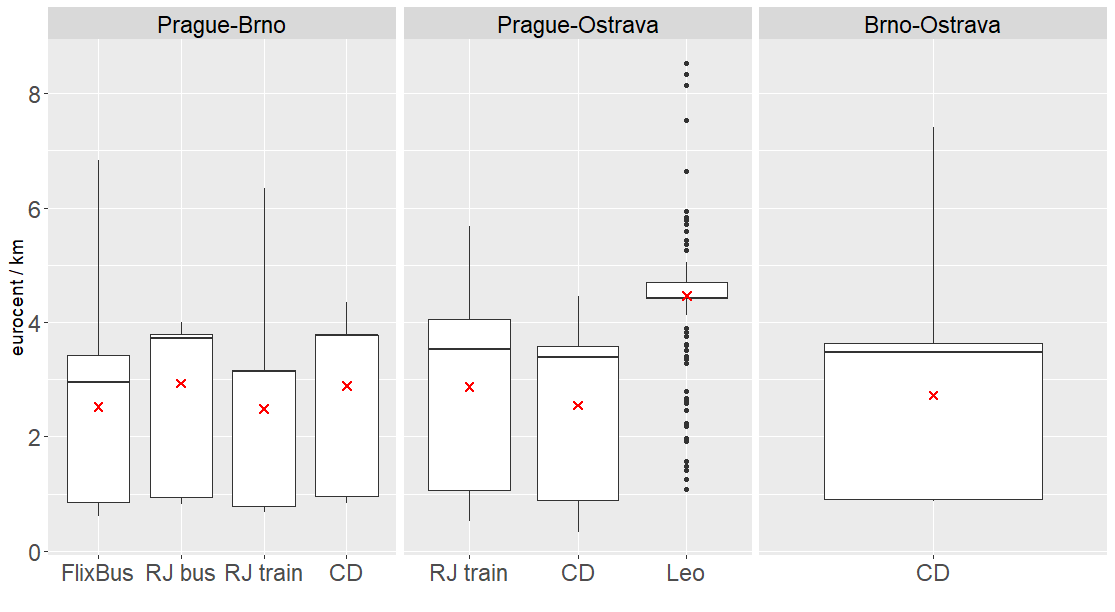 Prague-Brno Prague-Ostrava Brno-Ostrava
eurocent / km
8
6
4
2
0
FlixBus RJ bus RJ train CD RJ train CD Leo CD